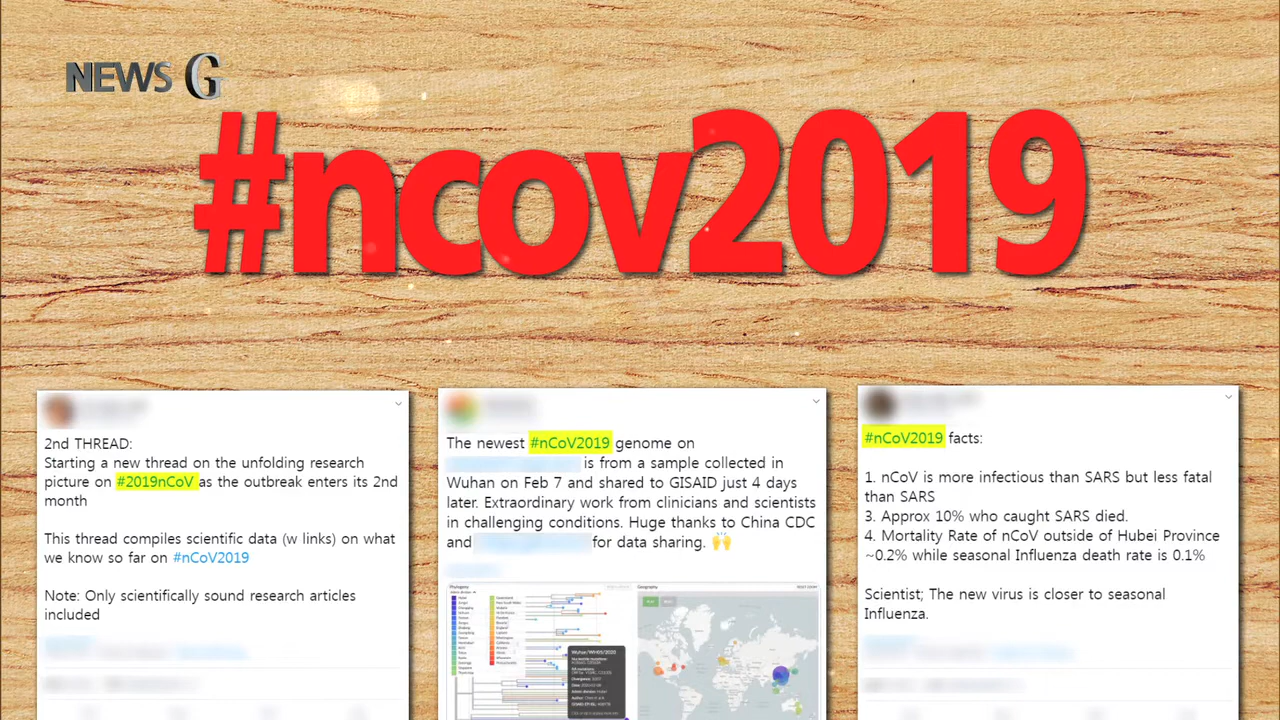 NEWS G
#ncov2019
2nd THREAD:
Starting a new thread on the unfolding research
picture on #2019nCoV as the outbreak enters its 2nd
month
This thread compiles scientific data (w links) on what
we know so far on #nCoV2019
Note: Only scientifically sound research articles
included
The newest #nCoV2019 genome on
is from a sample collected in
Wuhan on Feb 7 and shared to GISAID just 4 days
later. Extraordinary work from clinicians and scientists
in challenging conditions. Huge thanks to China CDC
and for data sharing. 🙌
Phylogeny
Geography
Wuhan/WH05/2020
#nCoV2019 facts:
1. nCoV is more infectious than SARS but less fatal
than SARS
3. Approx 10% who caught SARS died.
4. Mortality Rate of nCoV outside of Hubei Province
~0.2% while seasonal Influenza death rate is 0.1%
Scientist; The new virus is closer to seasonal
Influenza.